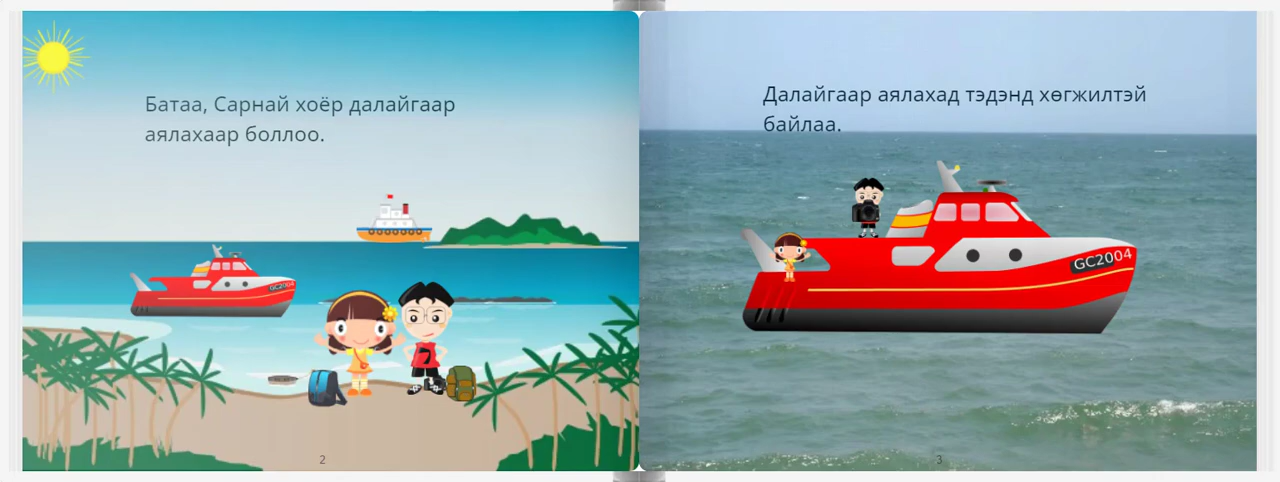 Батаа, Сарнай хоёр далайгаар
аялахаар боллоо.
GC2004
2
Далайгаар аялахад тэдэнд хөгжилтэй
байлаа.
GC2004
3